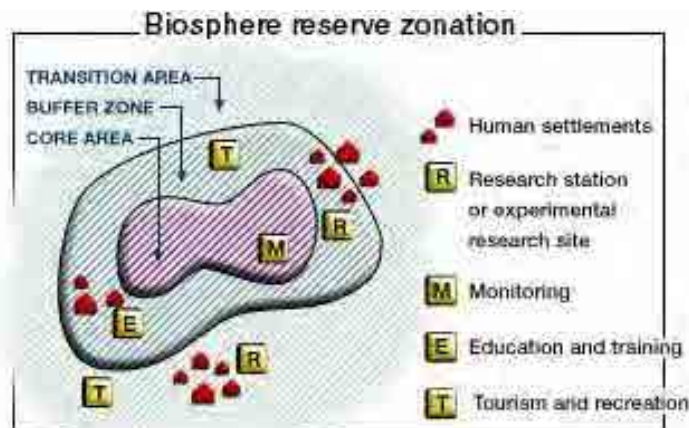 Biosphere reserve zonation
TRANSITION AREA
BUFFER ZONE
CORE AREA
T
R
M
E
R
T
Human settlements
R Research station
or experimental
research site
M Monitoring
E Education and training
T Tourism and recreation